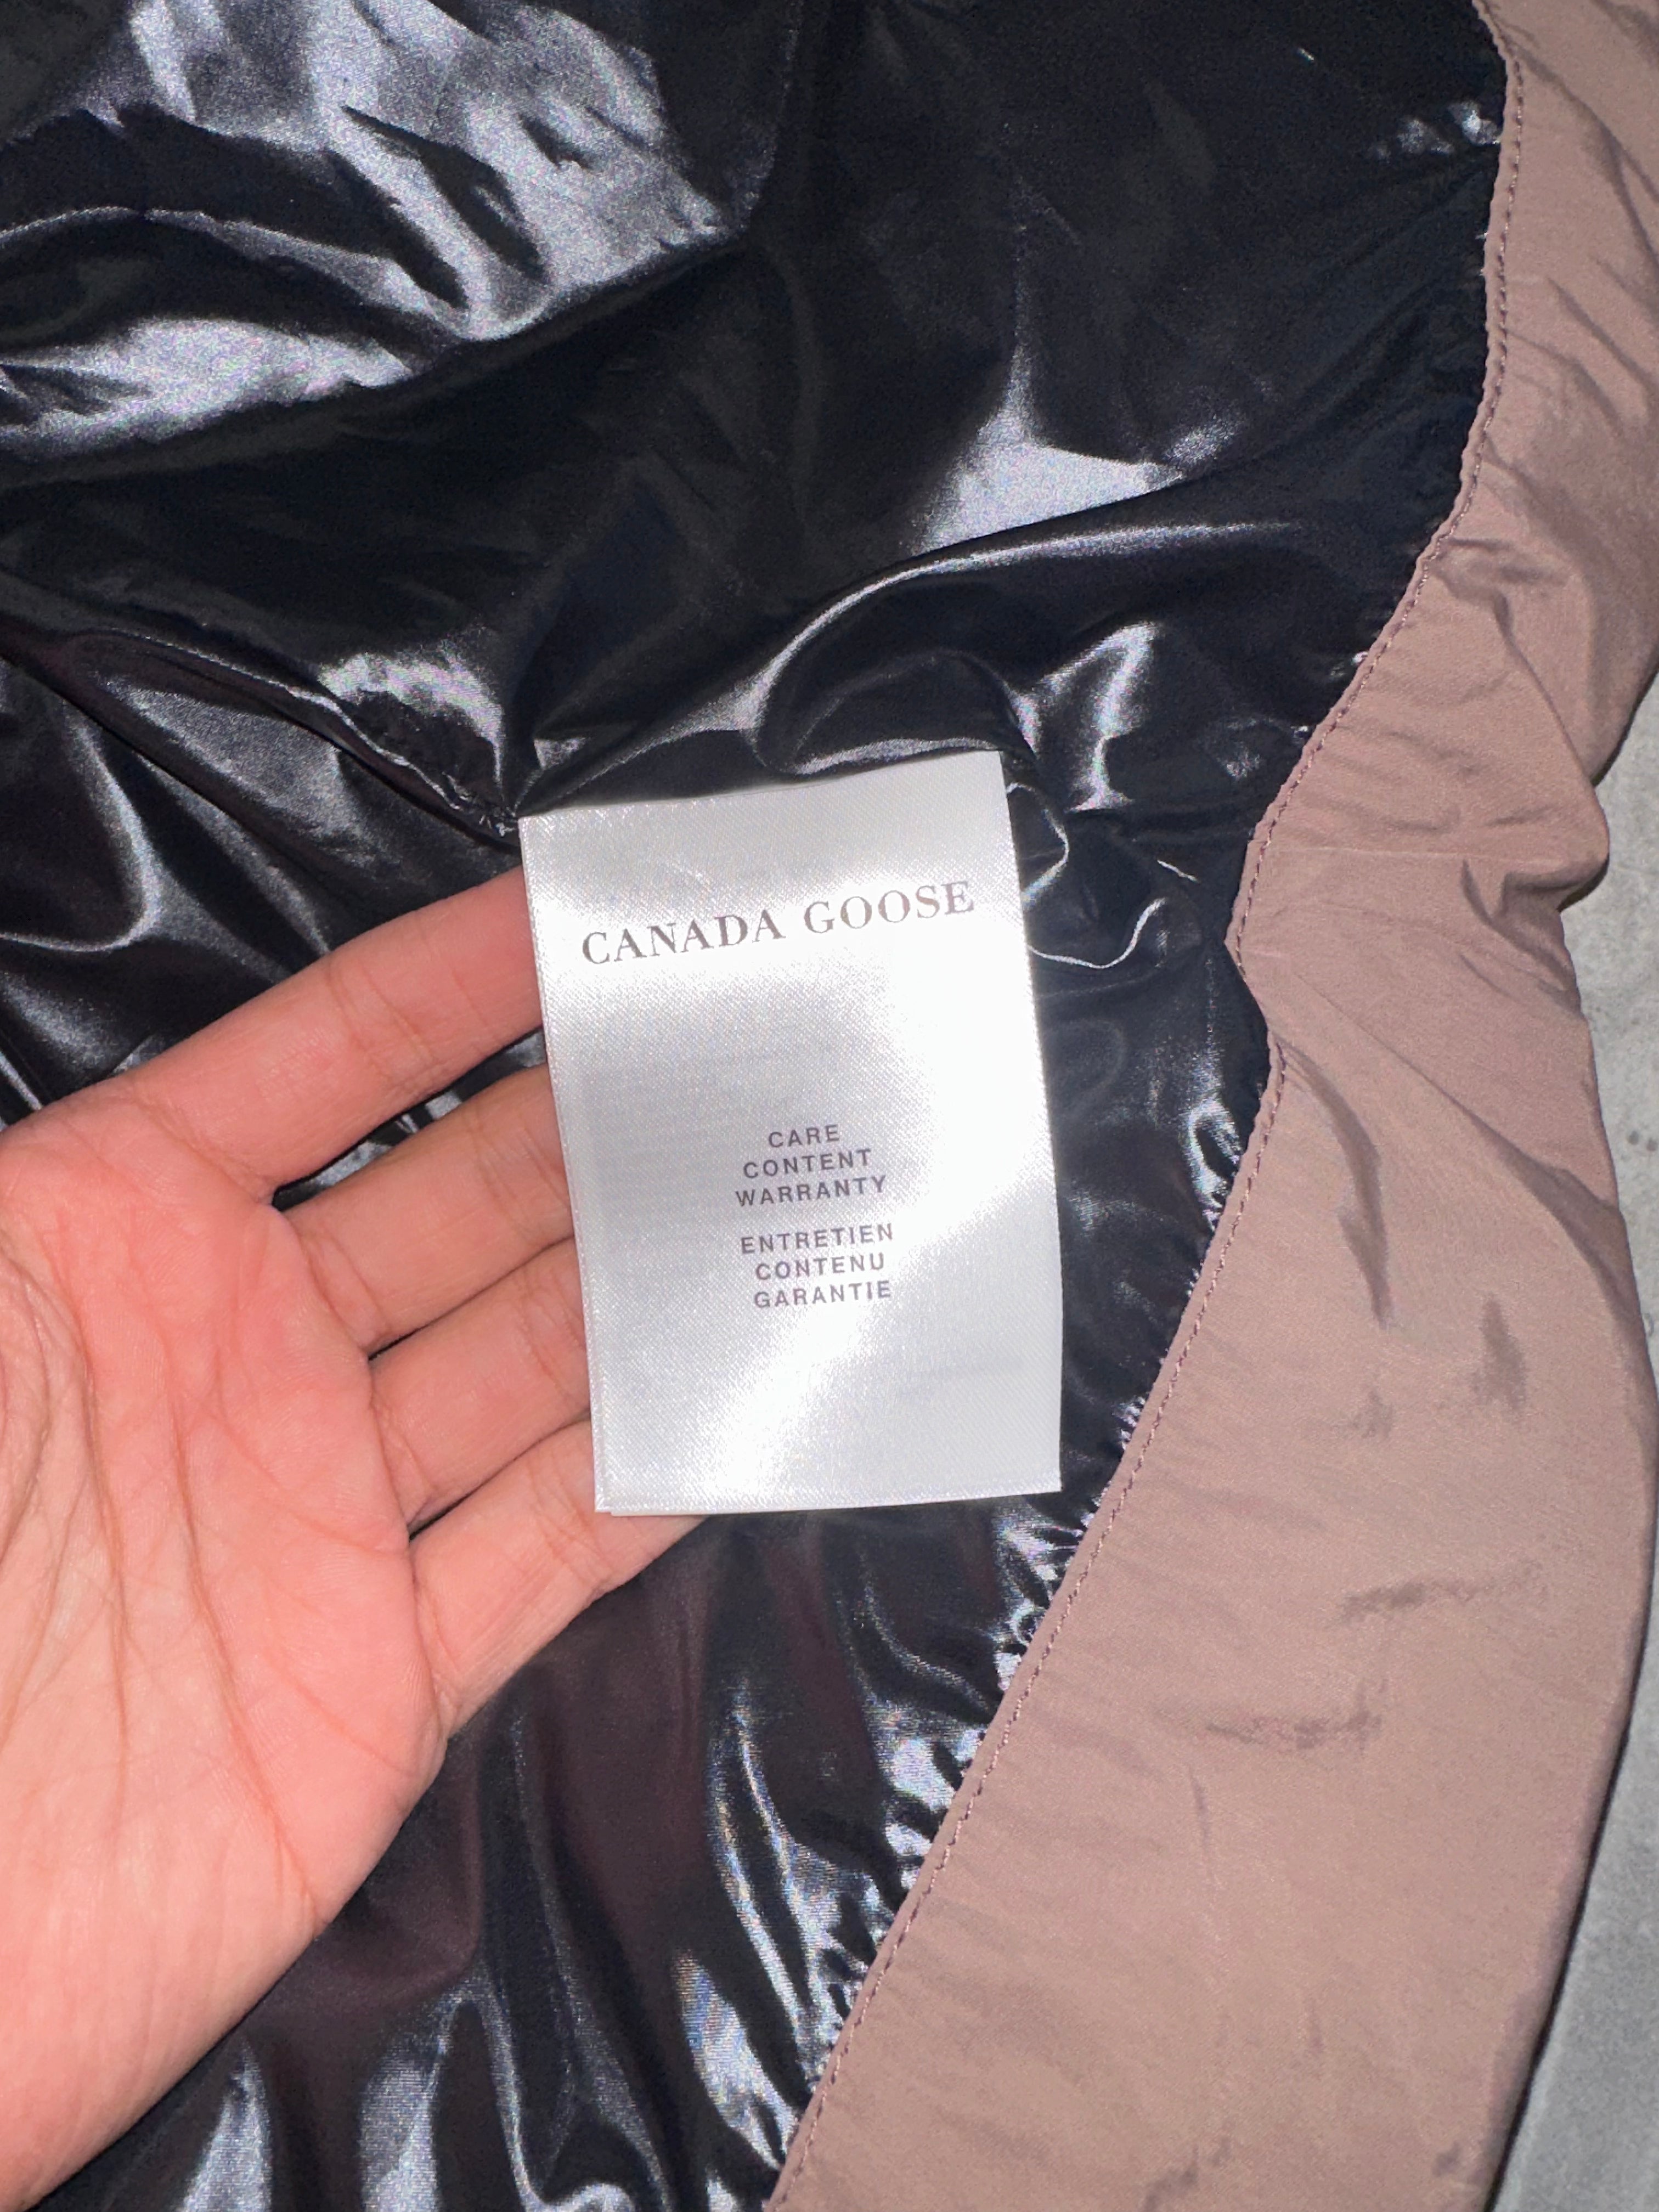 CANADA GOOSE
CARE
CONTENT
WARRANTY
ENTRETIEN
CONTENU
GARANTIE